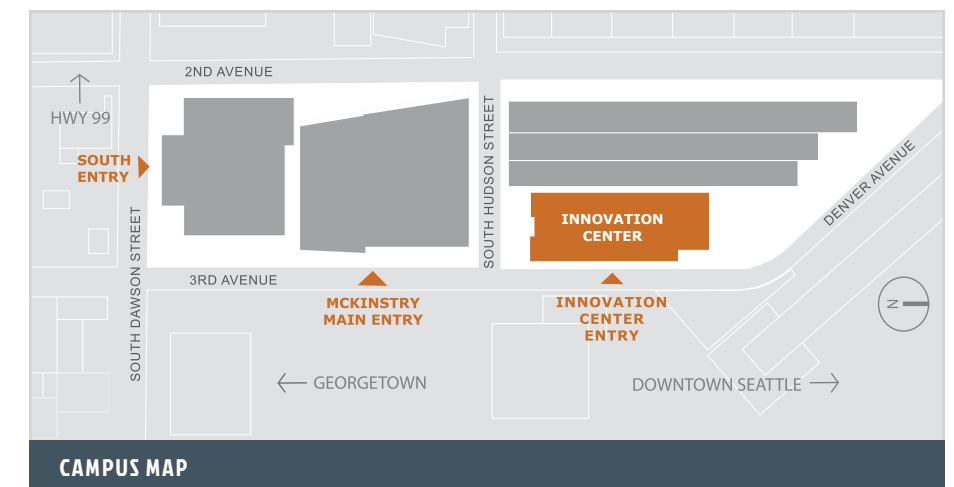 2ND AVENUE
HWY 99
SOUTH
ENTRY
SOUTH DAWSON STREET
SOUTH HUDSON STREET
DENVER AVENUE
INNOVATION
CENTER
3RD AVENUE
MCKINSTRY
MAIN ENTRY
INNOVATION
CENTER
ENTRY
N
GEORGETOWN
DOWNTOWN SEATTLE
CAMPUS MAP